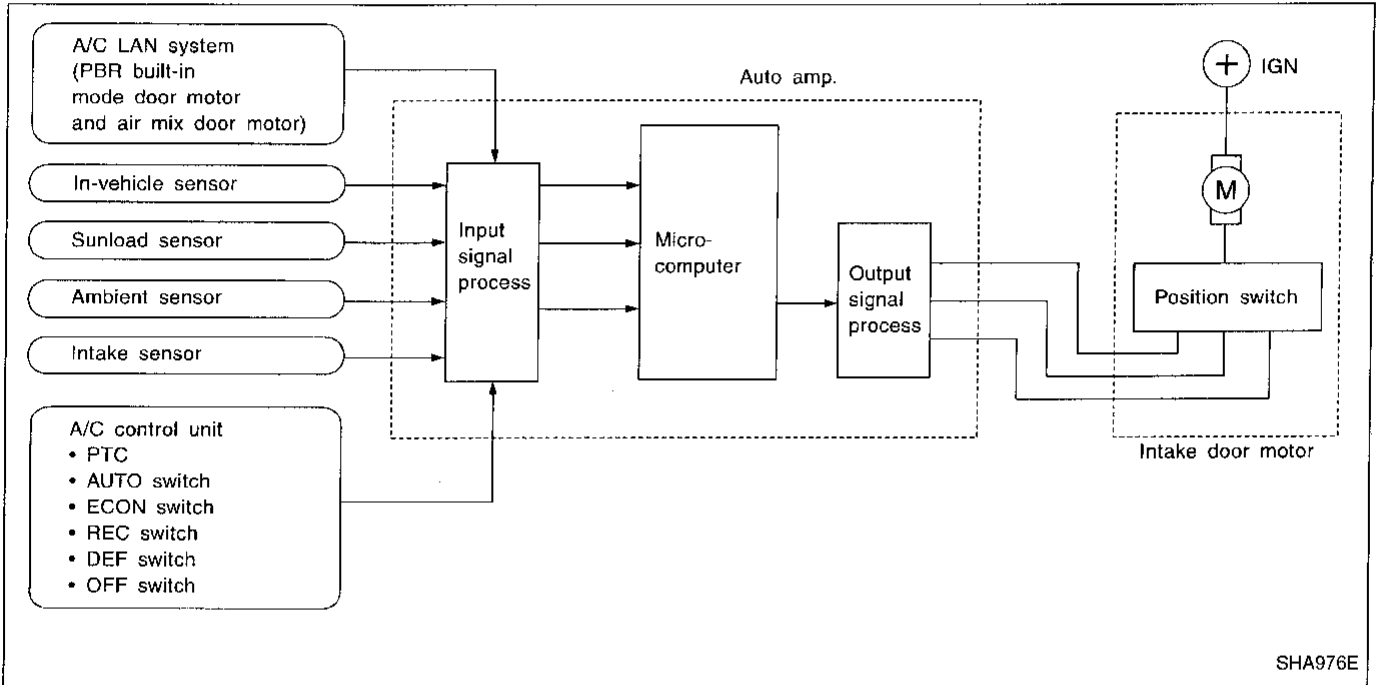 A/C LAN system
(PBR built-in
mode door motor
and air mix door motor)
In-vehicle sensor
Sunload sensor
Ambient sensor
Intake sensor
A/C control unit
• PTC
• AUTO switch
• ECON switch
• REC switch
• DEF switch
• OFF switch
Auto amp.
Input
signal
process
Micro-
computer
Output
signal
process
+ IGN
M
Position switch
Intake door motor
SHA976E